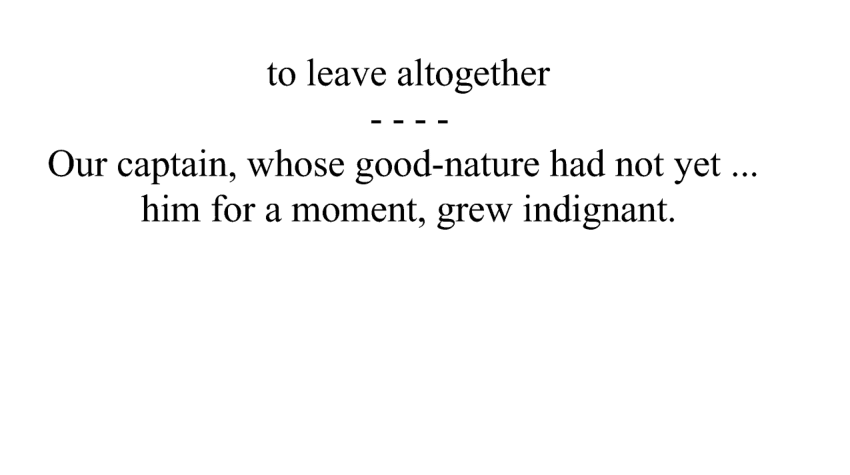 to leave altogether
- - - -
Our captain, whose good-nature had not yet ...
him for a moment, grew indignant.